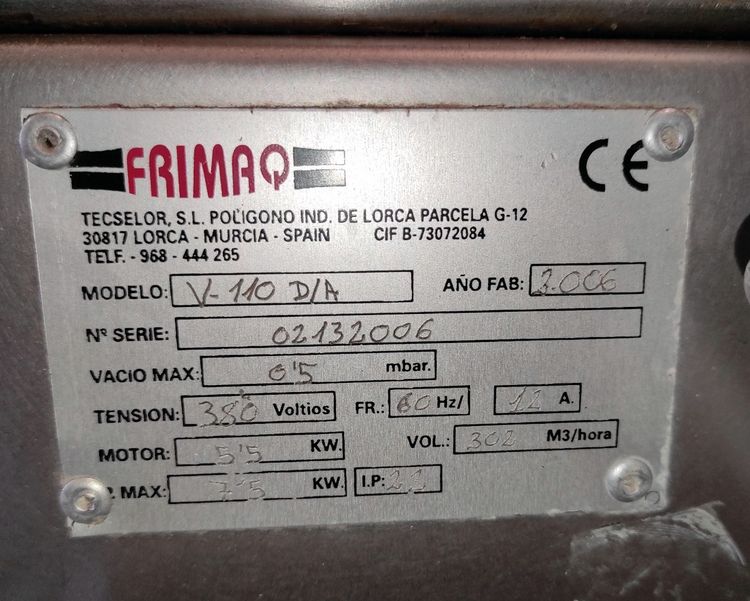 FRIMAQ
CE
TECSELOR, S.L. POLIGONO IND. DE LORCA PARCELA G-12
30817 LORCA - MURCIA - SPAIN CIF B-73072084
TELF. - 968 - 444 265
MODELO: V-110 D/A AÑO FAB: 2.006
Nº SERIE: 02132006
VACIO MAX: 0'5 mbar.
TENSION: 380 Voltios FR.: 60 Hz/ 12 A.
MOTOR: 5'5 KW. VOL.: 302 M3/hora
MAX: 7'5 KW. I.P: 22